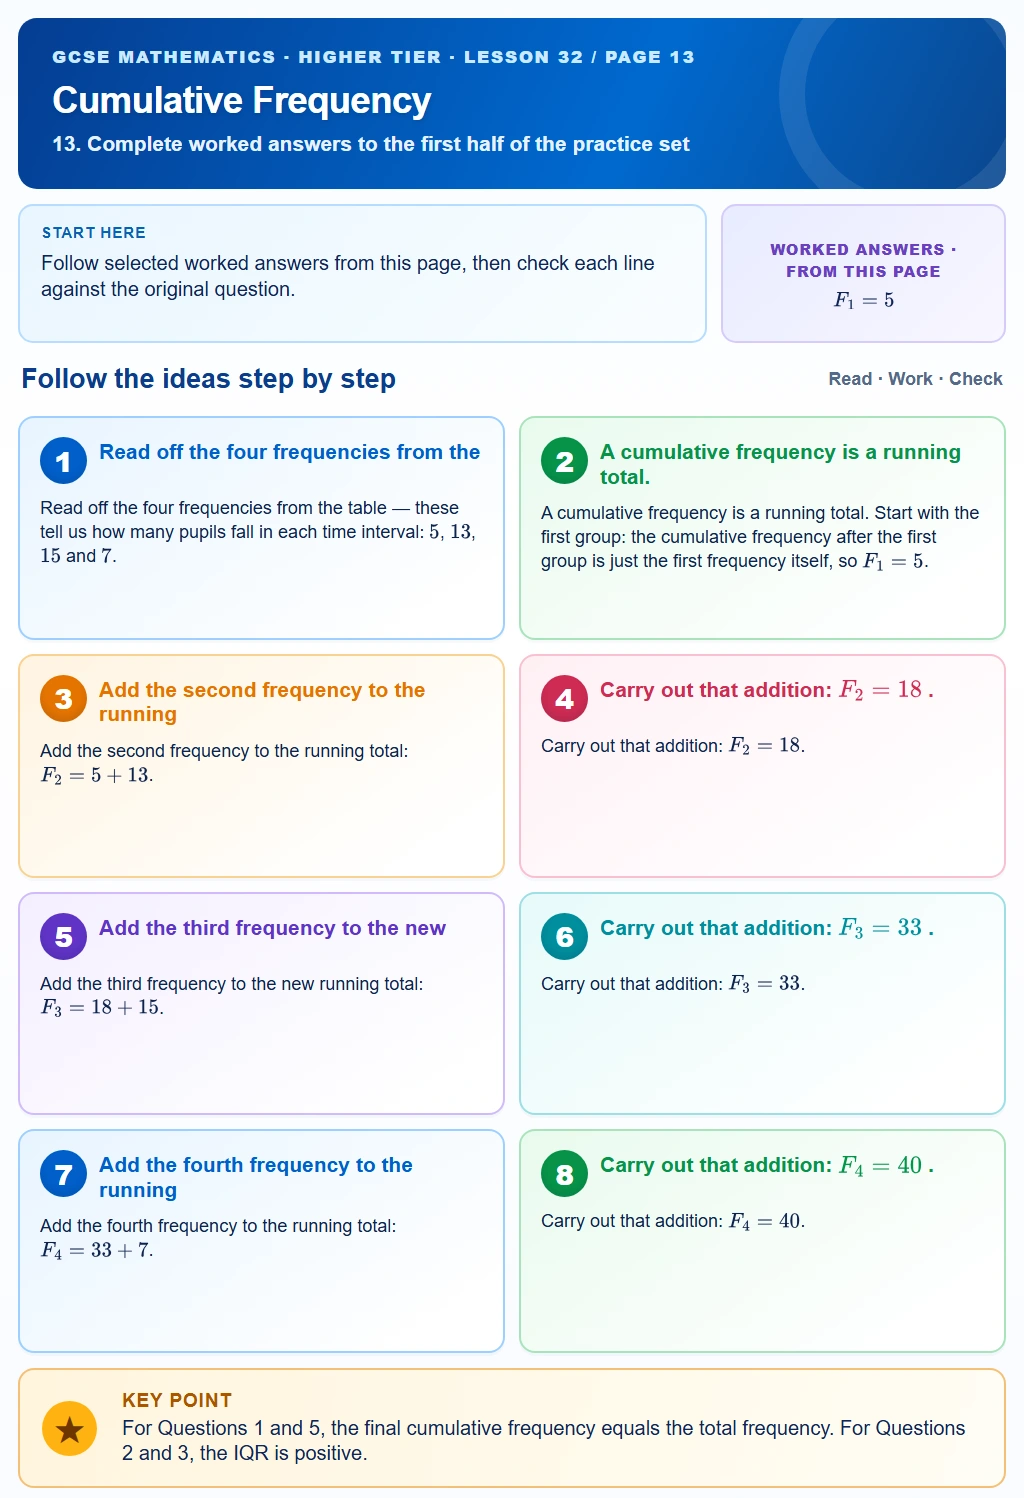 GCSE MATHEMATICS · HIGHER TIER · LESSON 32 / PAGE 13
Cumulative Frequency
13. Complete worked answers to the first half of the practice set
START HERE
Follow selected worked answers from this page, then check each line
against the original question.
WORKED ANSWERS ·
FROM THIS PAGE
F₁ = 5
Follow the ideas step by step
Read · Work · Check
1
Read off the four frequencies from the
Read off the four frequencies from the table — these
tell us how many pupils fall in each time interval: 5, 13,
15 and 7.
2
A cumulative frequency is a running
total.
A cumulative frequency is a running total. Start with the
first group: the cumulative frequency after the first
group is just the first frequency itself, so F₁ = 5.
3
Add the second frequency to the
running
Add the second frequency to the running total:
F₂ = 5 + 13.
4
Carry out that addition: F₂ = 18 .
Carry out that addition: F₂ = 18.
5
Add the third frequency to the new
Add the third frequency to the new running total:
F₃ = 18 + 15.
6
Carry out that addition: F₃ = 33 .
Carry out that addition: F₃ = 33.
7
Add the fourth frequency to the
running
Add the fourth frequency to the running total:
F₄ = 33 + 7.
8
Carry out that addition: F₄ = 40 .
Carry out that addition: F₄ = 40.
KEY POINT
For Questions 1 and 5, the final cumulative frequency equals the total frequency. For Questions
2 and 3, the IQR is positive.